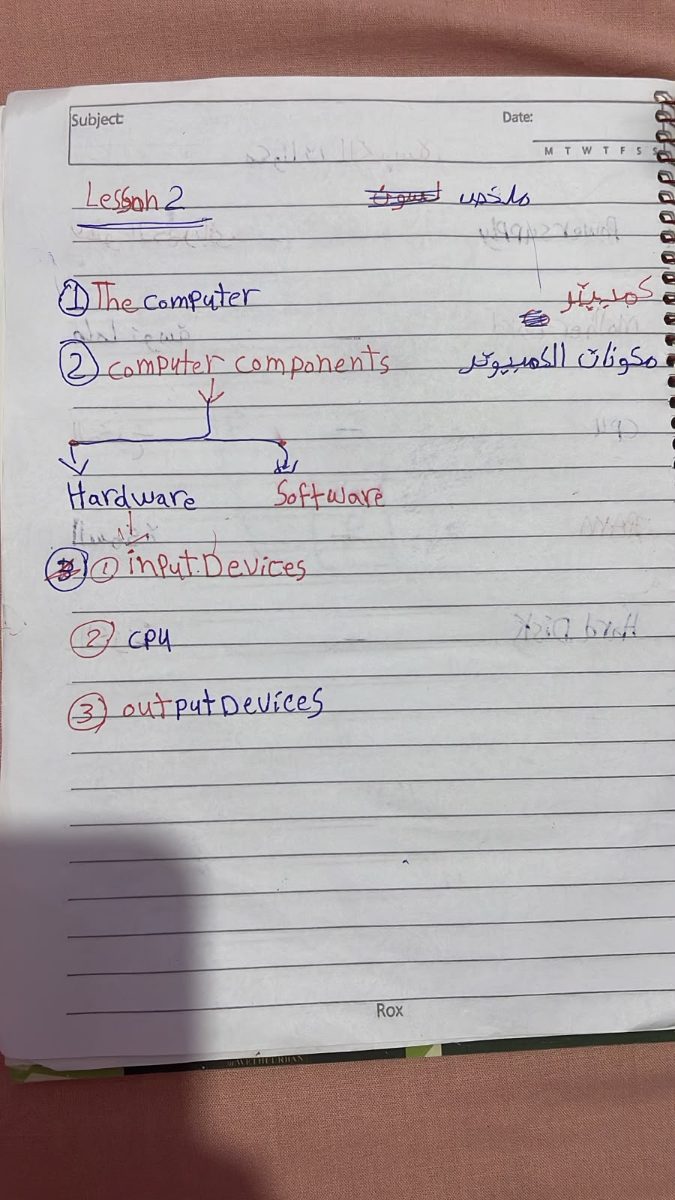 Subject: Date:
M T W T F S S
Lesson 2 ملخص
① The computer كمبيتر
② computer components مكونات الكمبيوتر
Hardware Software
① input Devices
② CPU
③ output Devices
Rox